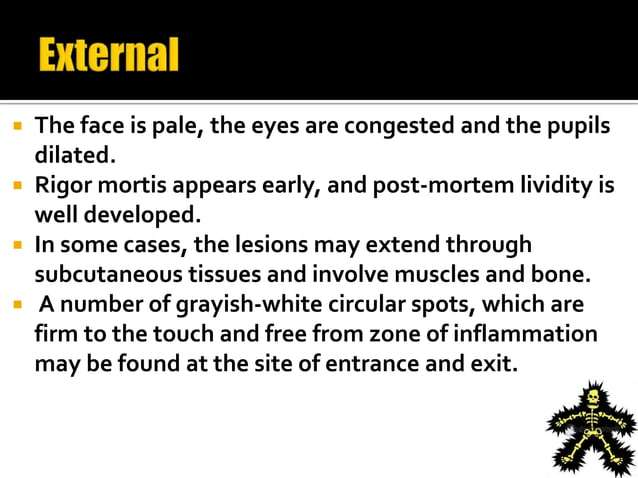 External
The face is pale, the eyes are congested and the pupils
dilated.
Rigor mortis appears early, and post-mortem lividity is
well developed.
In some cases, the lesions may extend through
subcutaneous tissues and involve muscles and bone.
A number of grayish-white circular spots, which are
firm to the touch and free from zone of inflammation
may be found at the site of entrance and exit.